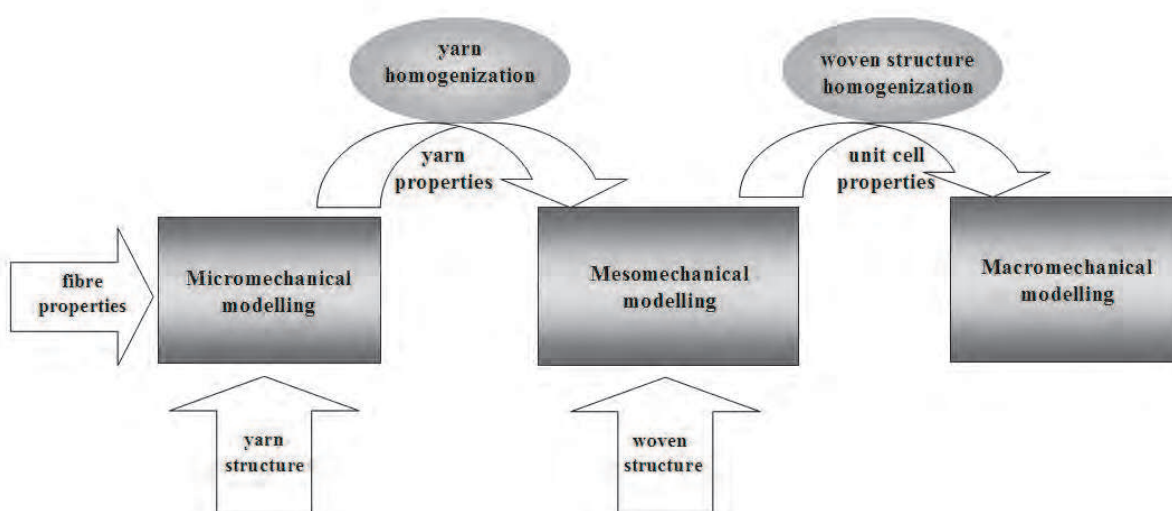 yarn
homogenization
woven structure
homogenization
yarn
properties
unit cell
properties
fibre
properties
Micromechanical
modelling
Mesomechanical
modelling
Macromechanical
modelling
yarn
structure
woven
structure